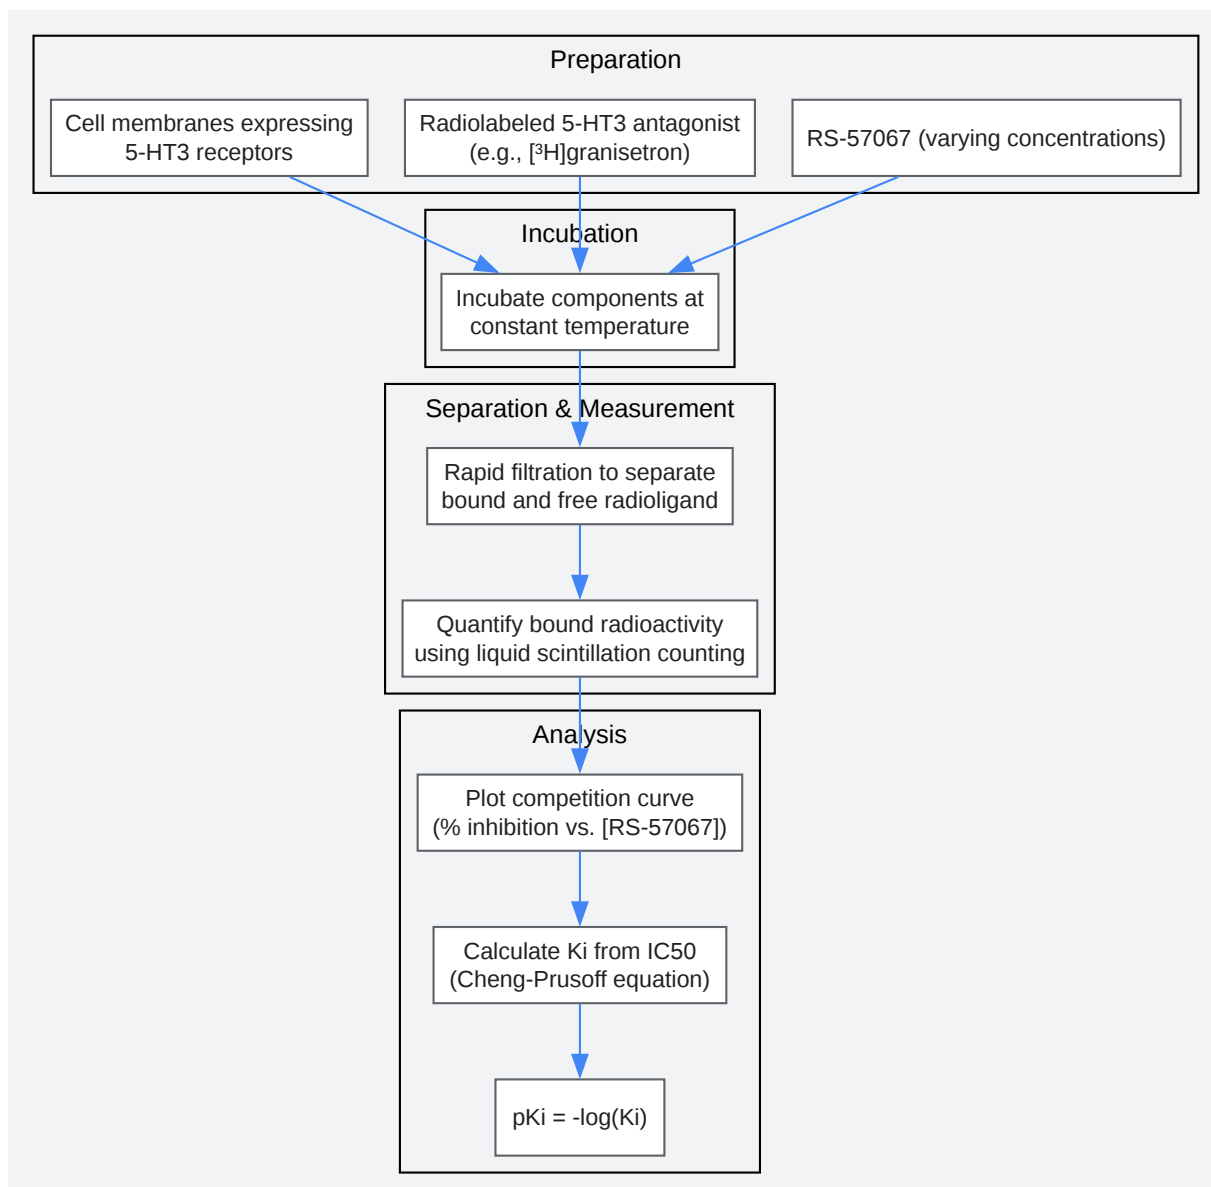 Preparation
Cell membranes expressing
5-HT3 receptors
Radiolabeled 5-HT3 antagonist
(e.g., [³H]granisetron)
RS-57067 (varying concentrations)
Incubation
Incubate components at
constant temperature
Separation & Measurement
Rapid filtration to separate
bound and free radioligand
Quantify bound radioactivity
using liquid scintillation counting
Analysis
Plot competition curve
(% inhibition vs. [RS-57067])
Calculate Ki from IC50
(Cheng-Prusoff equation)
pKi = -log(Ki)